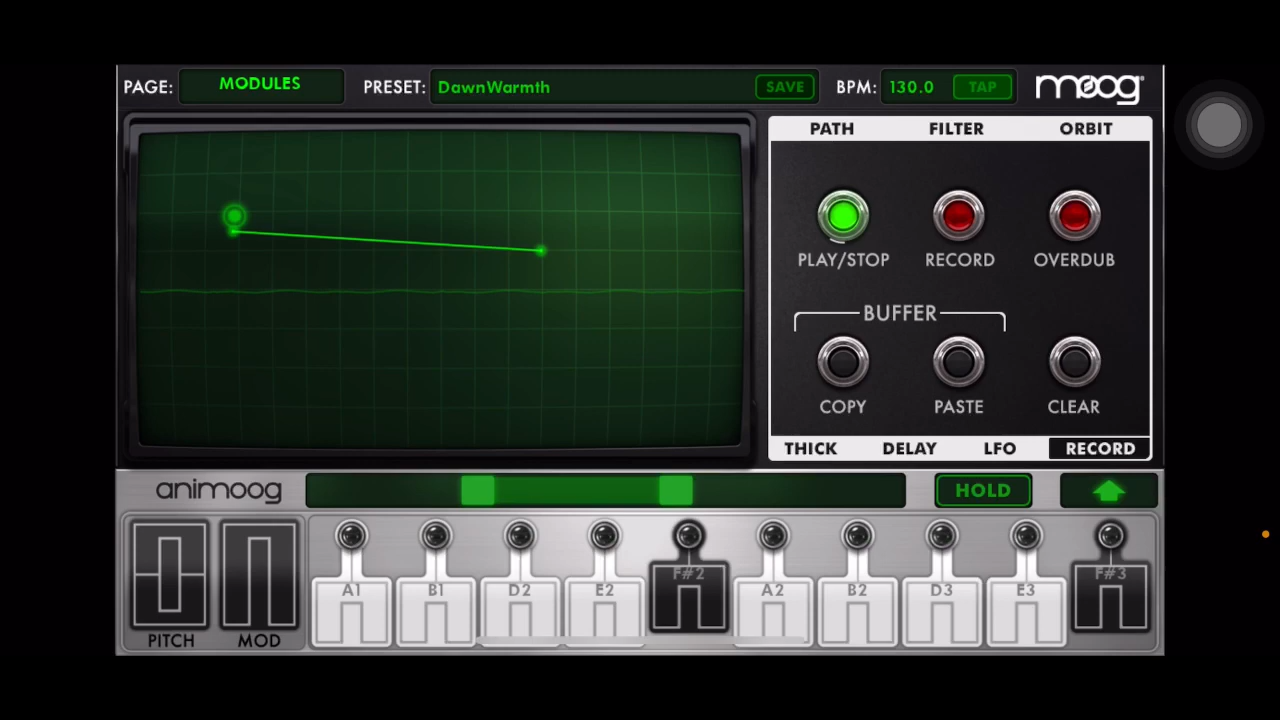 PAGE: MODULES PRESET: DawnWarmth SAVE BPM: 130.0 TAP moog
PATH FILTER ORBIT
PLAY/STOP RECORD OVERDUB
BUFFER
COPY PASTE CLEAR
THICK DELAY LFO RECORD
animoog HOLD
A1 B1 D2 E2 F#2 A2 B2 D3 E3 F#3
PITCH MOD